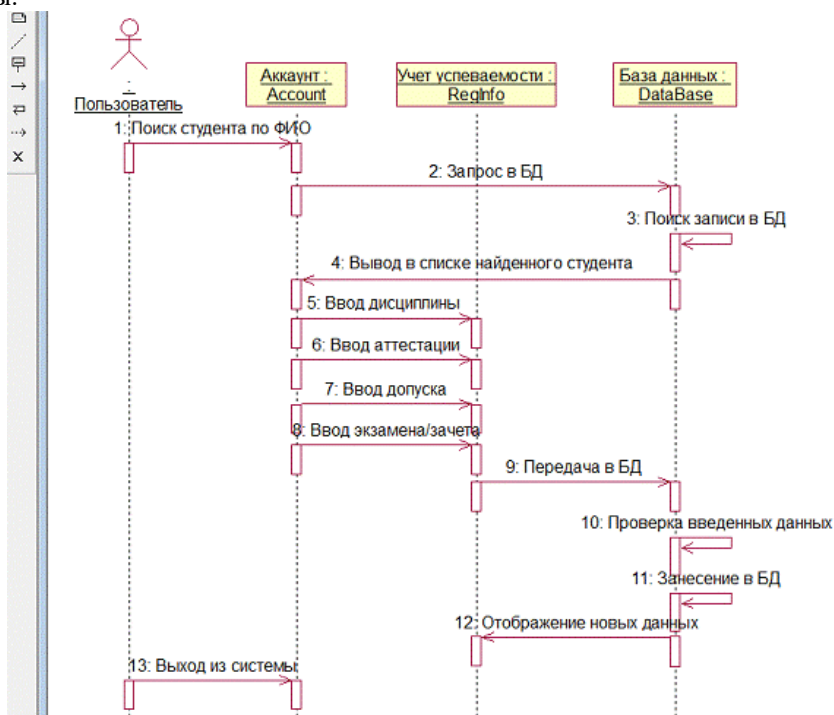 ы.
:
Пользователь
Аккаунт :
Account
Учет успеваемости :
RegInfo
База данных :
DataBase
1: Поиск студента по ФИО
2: Запрос в БД
3: Поиск записи в БД
4: Вывод в списке найденного студента
5: Ввод дисциплины
6: Ввод аттестации
7: Ввод допуска
8: Ввод экзамена/зачета
9: Передача в БД
10: Проверка введенных данных
11: Занесение в БД
12: Отображение новых данных
13: Выход из системы